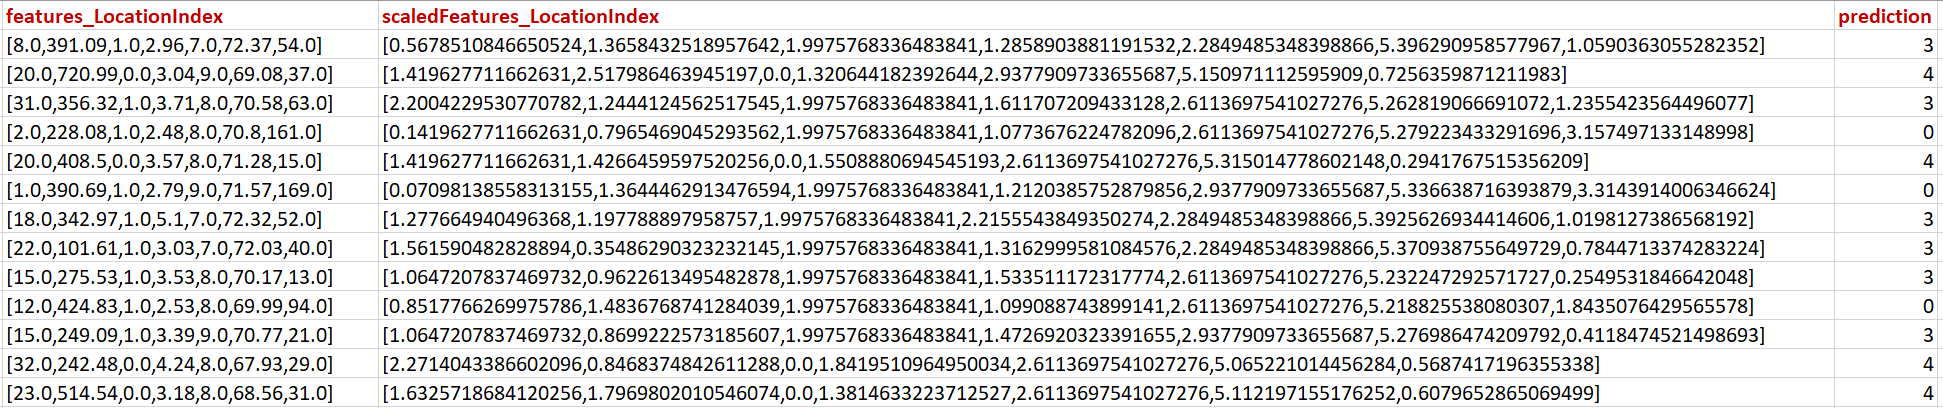 features_LocationIndex scaledFeatures_LocationIndex prediction
[8.0,391.09,1.0,2.96,7.0,72.37,54.0] [0.5678510846650524,1.3658432518957642,1.9975768336483841,1.2858903881191532,2.2849485348398866,5.396290958577967,1.0590363055282352] 3
[20.0,720.99,0.0,3.04,9.0,69.08,37.0] [1.419627711662631,2.517986463945197,0.0,1.320644182392644,2.9377909733655687,5.150971112595909,0.7256359871211983] 4
[31.0,356.32,1.0,3.71,8.0,70.58,63.0] [2.2004229530770782,1.2444124562517545,1.9975768336483841,1.611707209433128,2.6113697541027276,5.262819066691072,1.2355423564496077] 3
[2.0,228.08,1.0,2.48,8.0,70.8,161.0] [0.1419627711662631,0.7965469045293562,1.9975768336483841,1.0773676224782096,2.6113697541027276,5.279223433291696,3.157497133148998] 0
[20.0,408.5,0.0,3.57,8.0,71.28,15.0] [1.419627711662631,1.4266459597520256,0.0,1.5508880694545193,2.6113697541027276,5.315014778602148,0.2941767515356209] 4
[1.0,390.69,1.0,2.79,9.0,71.57,169.0] [0.07098138558313155,1.3644462913476594,1.9975768336483841,1.2120385752879856,2.9377909733655687,5.336638716393879,3.3143914006346624] 0
[18.0,342.97,1.0,5.1,7.0,72.32,52.0] [1.277664940496368,1.197788897958757,1.9975768336483841,2.2155543849350274,2.2849485348398866,5.3925626934414606,1.0198127386568192] 3
[22.0,101.61,1.0,3.03,7.0,72.03,40.0] [1.561590482828894,0.35486290323232145,1.9975768336483841,1.3162999581084576,2.2849485348398866,5.370938755649729,0.7844713374283224] 3
[15.0,275.53,1.0,3.53,8.0,70.17,13.0] [1.0647207837469732,0.9622613495482878,1.9975768336483841,1.533511172317774,2.6113697541027276,5.232247292571727,0.2549531846642048] 3
[12.0,424.83,1.0,2.53,8.0,69.99,94.0] [0.8517766269975786,1.4836768741284039,1.9975768336483841,1.099088743899141,2.6113697541027276,5.218825538080307,1.8435076429565578] 0
[15.0,249.09,1.0,3.39,9.0,70.77,21.0] [1.0647207837469732,0.8699222573185607,1.9975768336483841,1.4726920323391655,2.9377909733655687,5.276986474209792,0.4118474521498693] 3
[32.0,242.48,0.0,4.24,8.0,67.93,29.0] [2.2714043386602096,0.8468374842611288,0.0,1.8419510964950034,2.6113697541027276,5.065221014456284,0.5687417196355338] 4
[23.0,514.54,0.0,3.18,8.0,68.56,31.0] [1.6325718684120256,1.7969802010546074,0.0,1.3814633223712527,2.6113697541027276,5.112197155176252,0.6079652865069499] 4